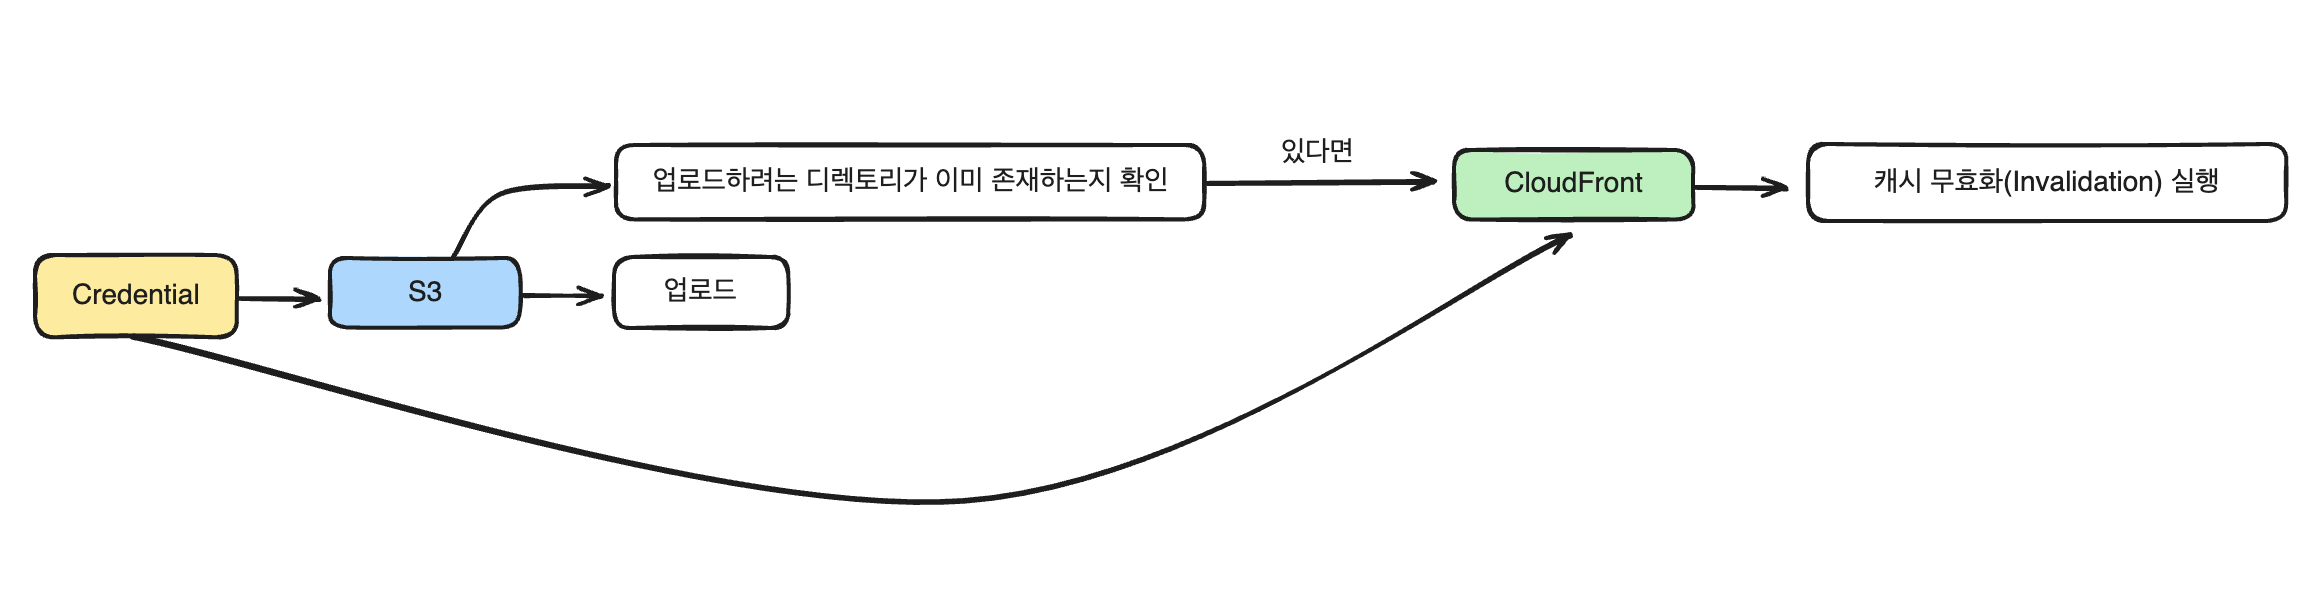 Credential
S3
업로드하려는 디렉토리가 이미 존재하는지 확인
업로드
있다면
CloudFront
캐시 무효화(Invalidation) 실행